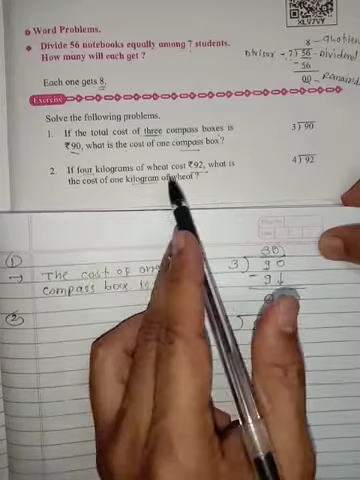 XLV7VY
Word Problems.
Divide 56 notebooks equally among 7 students.
How many will each get ?
8 - Quotien
Divisor - 7) 56 - Dividend
- 56
00 -
Each one gets 8.
Exercise
Solve the following problems.
1. If the total cost of three compass boxes is
₹90, what is the cost of one compass box?
3) 90
2. If four kilograms of wheat cost ₹92, what is
the cost of one kilogram of wheat ?
4) 92
①
→ The cost of one
compass box is
30
3) 90
- 9↓
②
)